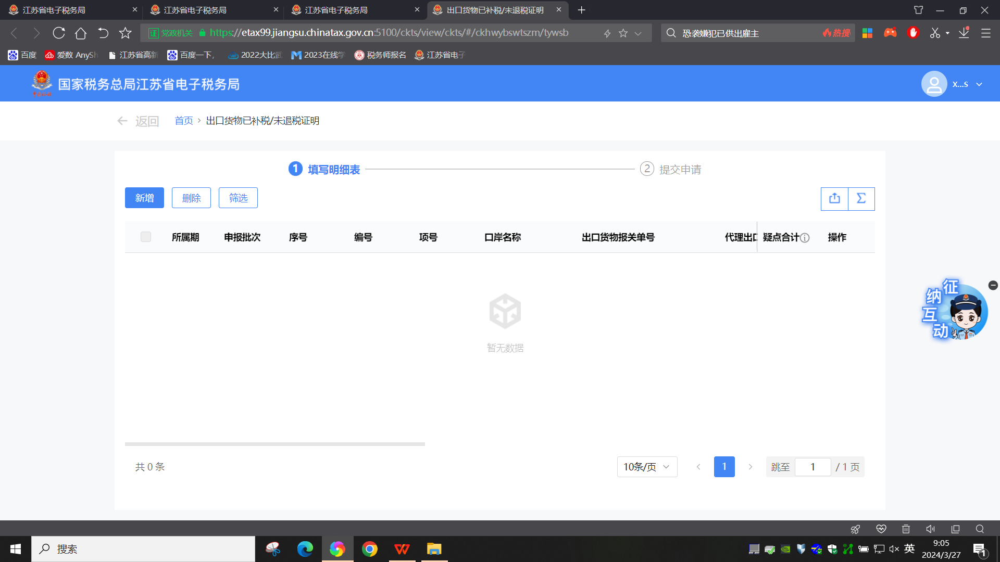 江苏省电子税务局
江苏省电子税务局
江苏省电子税务局
出口货物已补税/未退税证明
证 党政机关 https://etax99.jiangsu.chinatax.gov.cn:5100/ckts/view/ckts/#/ckhwybswtszm/tywsb
恐袭嫌犯已供出雇主 热搜
百度 爱数 AnySh 江苏省高新 百度一下， 2022大比武 2023在线学 税务师报名 江苏省电子
国家税务总局江苏省电子税务局
x...s
返回 首页 > 出口货物已补税/未退税证明
1 填写明细表
2 提交申请
新增 删除 筛选
Σ
所属期 申报批次 序号 编号 项号 口岸名称 出口货物报关单号 代理出口 疑点合计 操作
暂无数据
征纳互动
共 0 条
10条/页 < 1 > 跳至 1 / 1 页
搜索
英
9:05
2024/3/27
1